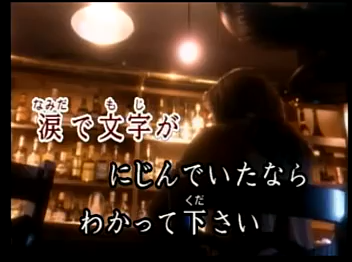 涙で文字が
にじんでいたなら
わかって下さい